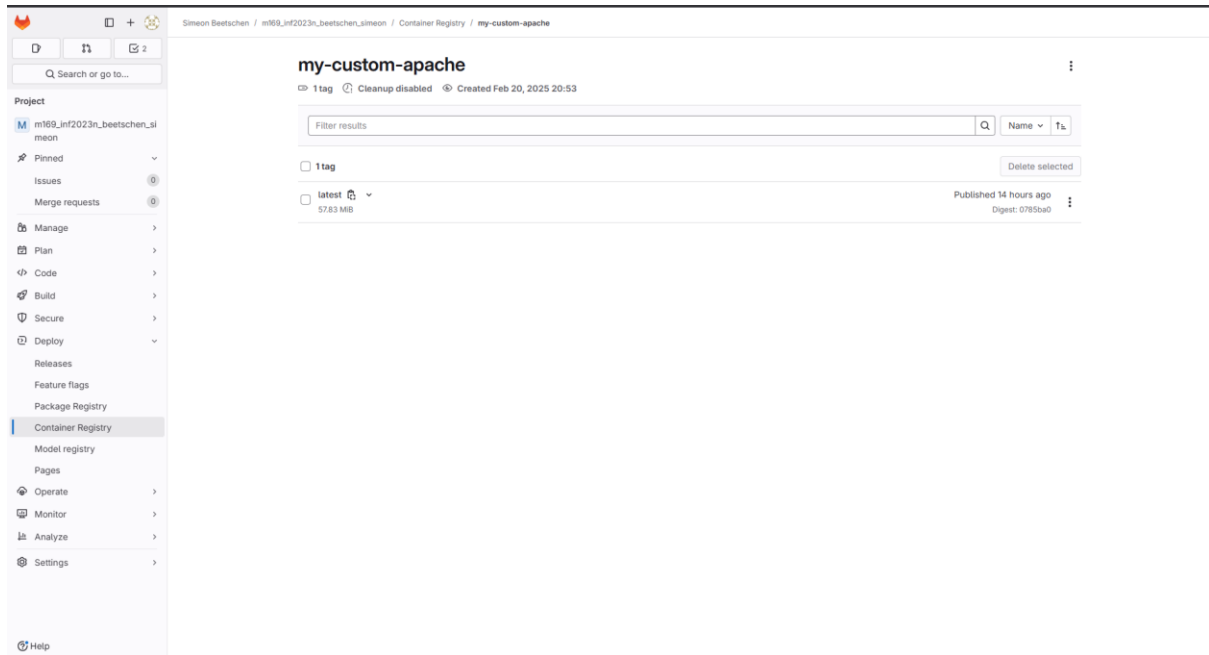 Simeon Beetschen / m169_inf2023n_beetschen_simeon / Container Registry / my-custom-apache
2
Search or go to...
Project
M m169_inf2023n_beetschen_si
meon
Pinned
Issues 0
Merge requests 0
Manage
Plan
Code
Build
Secure
Deploy
Releases
Feature flags
Package Registry
Container Registry
Model registry
Pages
Operate
Monitor
Analyze
Settings
Help
my-custom-apache
1 tag Cleanup disabled Created Feb 20, 2025 20:53
Filter results Name
1 tag Delete selected
latest Published 14 hours ago
57.83 MiB Digest: 0785ba0